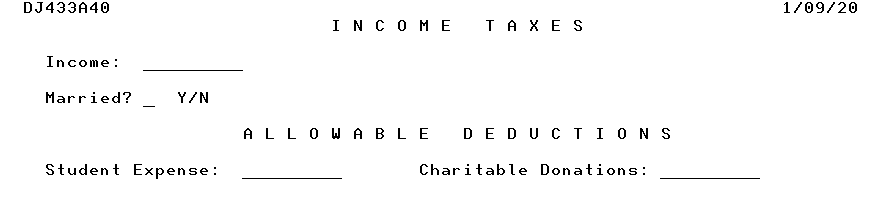 DJ433A40 1/09/20
I N C O M E   T A X E S
Income: _________
Married? _ Y/N
A L L O W A B L E   D E D U C T I O N S
Student Expense: _________ Charitable Donations: _________